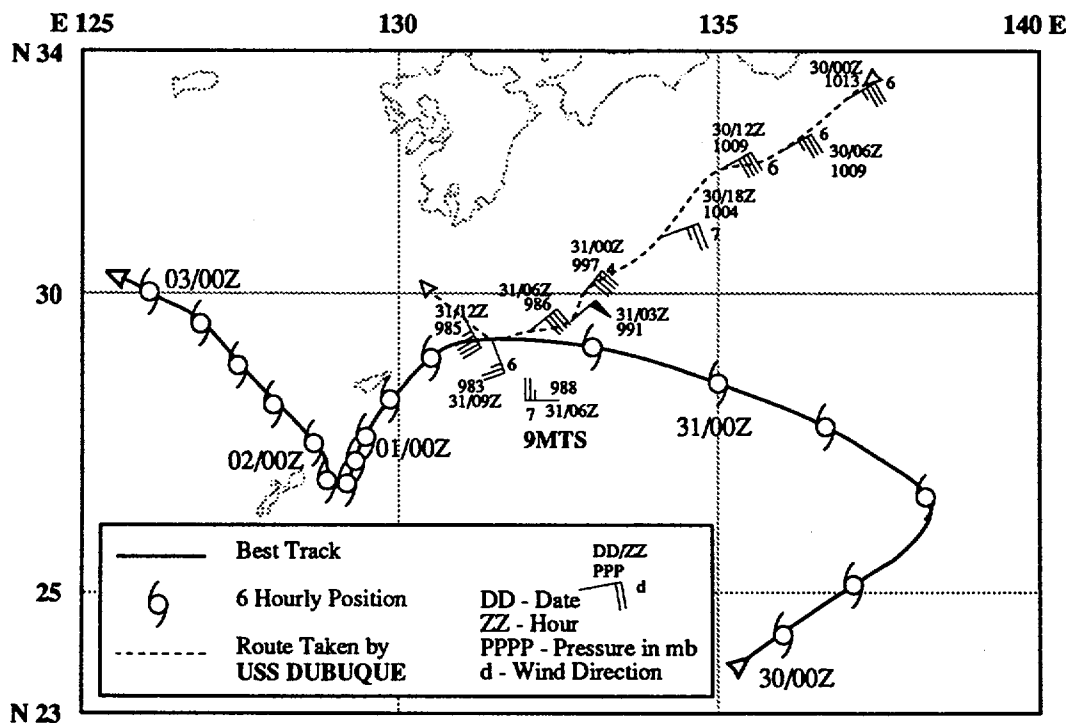 E 125 130 135 140 E
N 34
30/00Z
1013 6
30/12Z
1009
6
6
30/06Z
1009
30/18Z
1004
7
31/00Z
997 4
03/00Z
30
31/06Z
986
31/12Z
985
31/03Z
991
6
983
31/09Z
988
7 31/06Z
9MTS
31/00Z
01/00Z
02/00Z
Best Track
6 Hourly Position
Route Taken by
USS DUBUQUE
DD/ZZ
PPP
d
DD - Date
ZZ - Hour
PPPP - Pressure in mb
d - Wind Direction
25
30/00Z
N 23